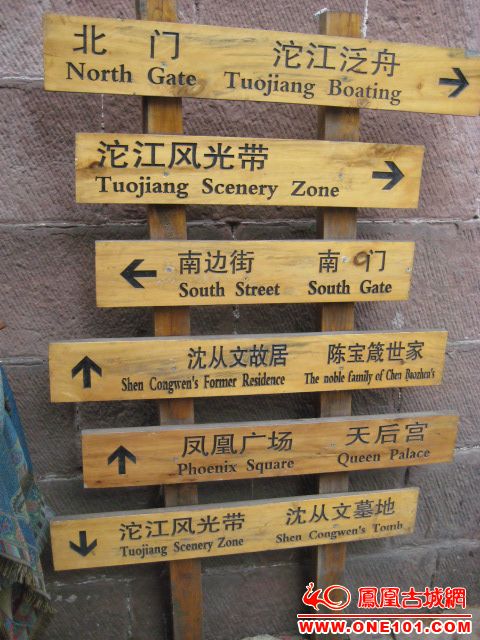 北门 沱江泛舟
North Gate Tuojiang Boating
沱江风光带
Tuojiang Scenery Zone
南边街 南门
South Street South Gate
沈从文故居 陈宝箴世家
Shen Congwen's Former Residence The noble family of Chen Baozhen's
凤凰广场 天后宫
Phoenix Square Queen Palace
沱江风光带 沈从文墓地
Tuojiang Scenery Zone Shen Congwen's Tomb
鳳凰古城網
www.ONE101.com